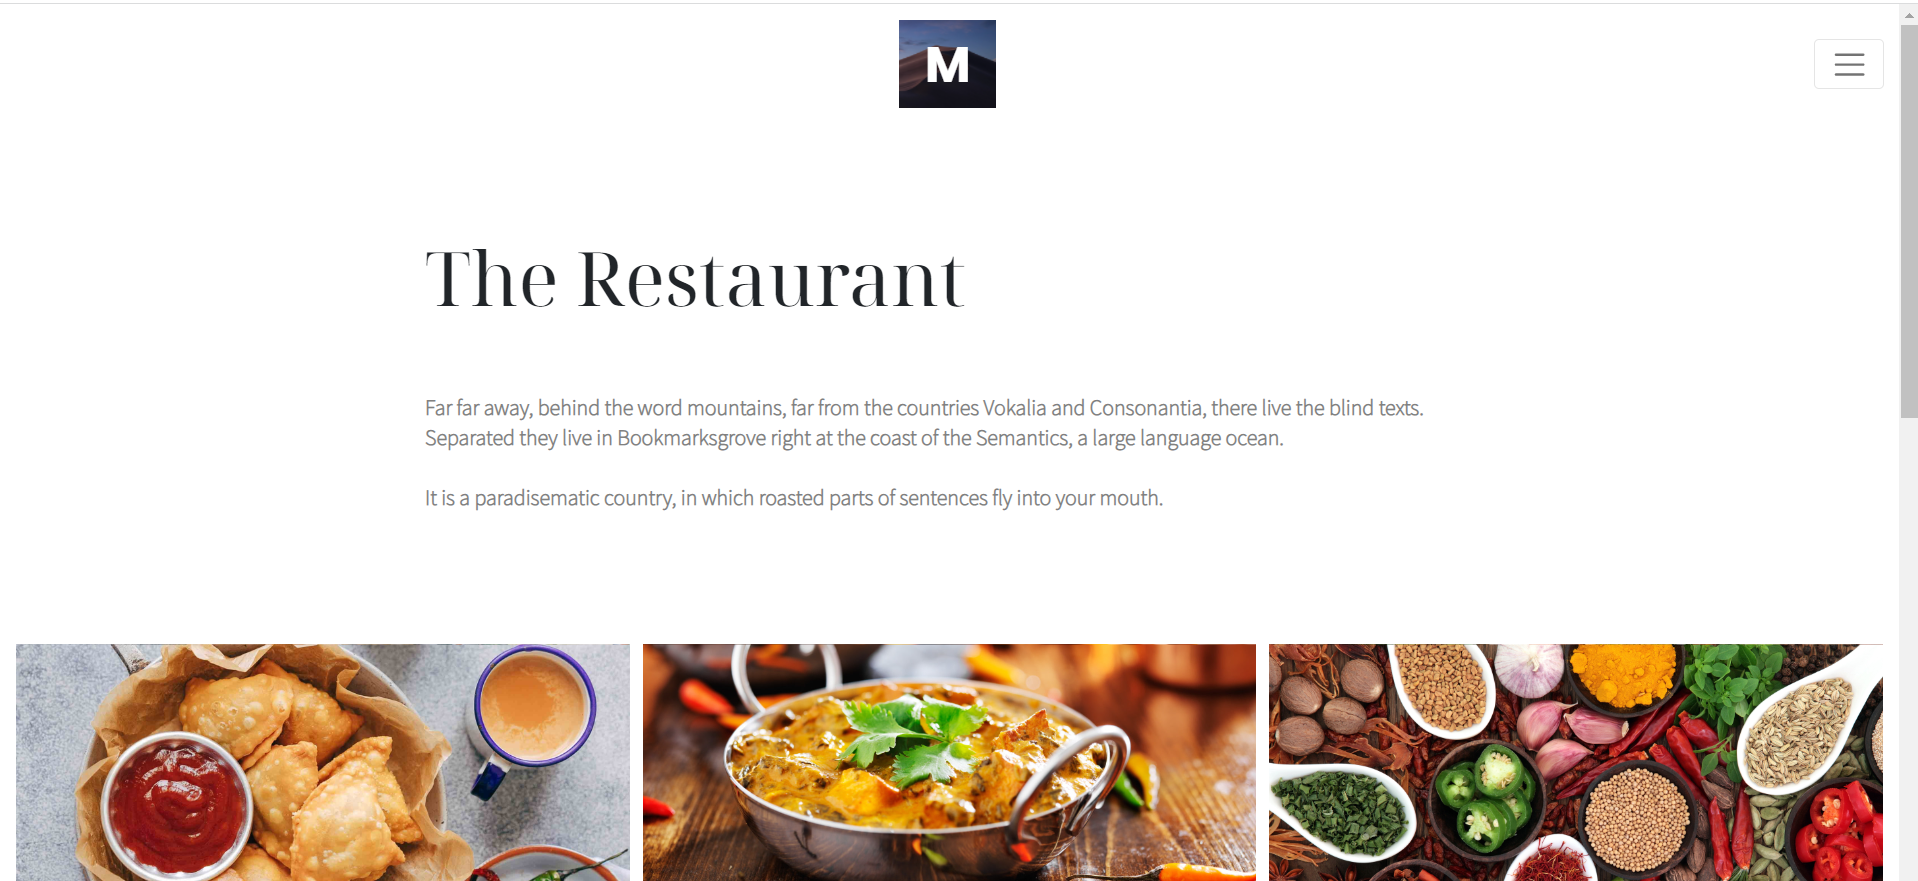 M
The Restaurant
Far far away, behind the word mountains, far from the countries Vokalia and Consonantia, there live the blind texts.
Separated they live in Bookmarksgrove right at the coast of the Semantics, a large language ocean.
It is a paradisematic country, in which roasted parts of sentences fly into your mouth.